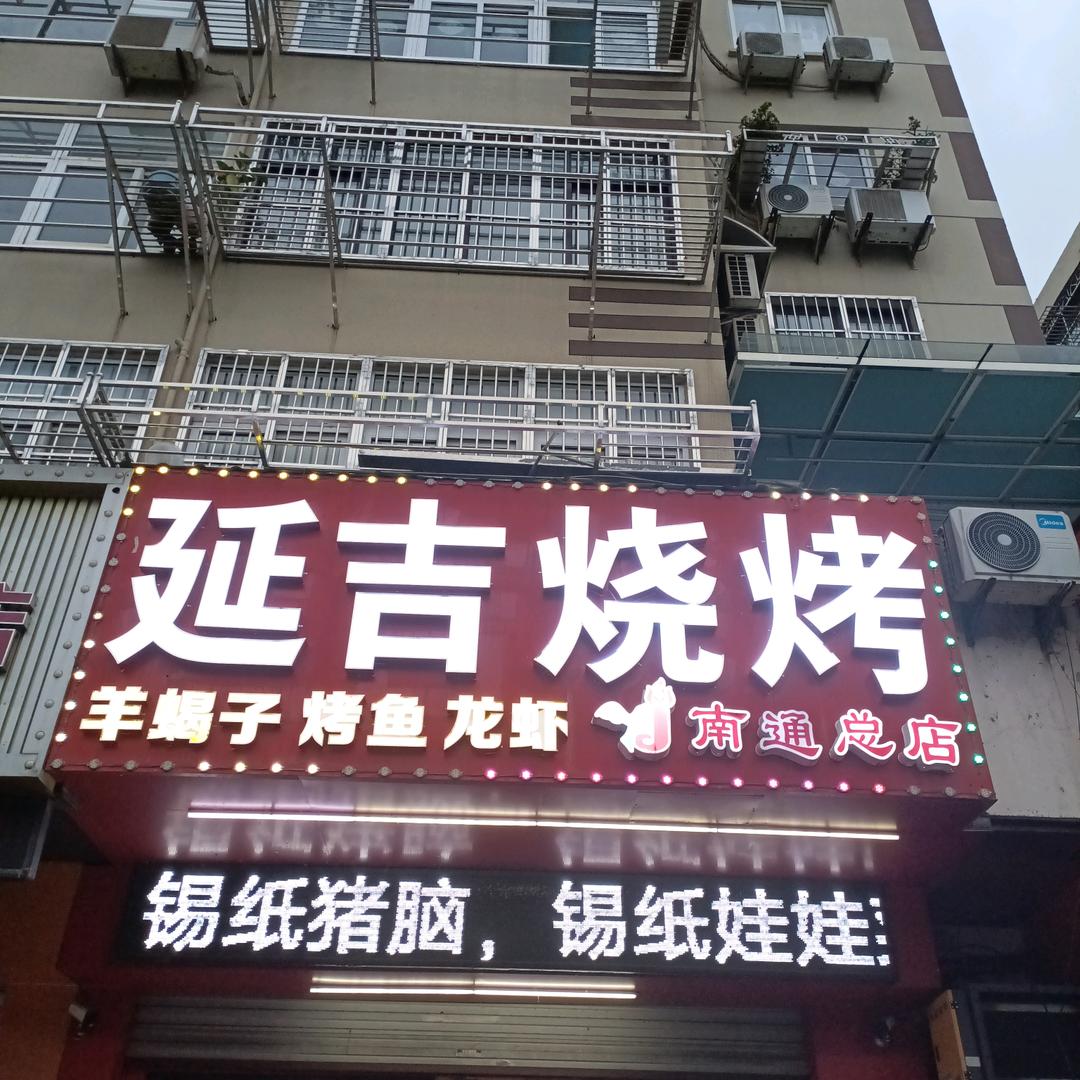 延吉烧烤
羊蝎子 烤鱼 龙虾 南通总店
锡纸猪脑，锡纸娃娃
Midea